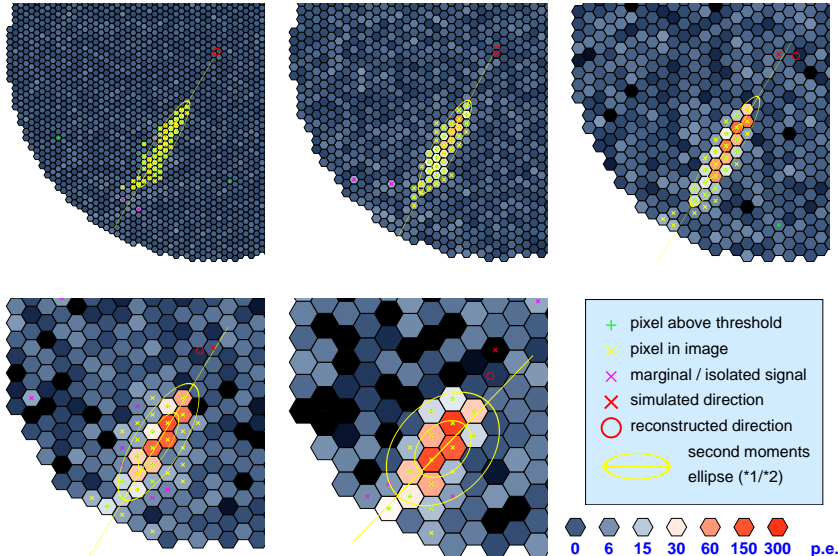 pixel above threshold
pixel in image
marginal / isolated signal
simulated direction
reconstructed direction
second moments
ellipse (*1/*2)
0 6 15 30 60 150 300 p.e.